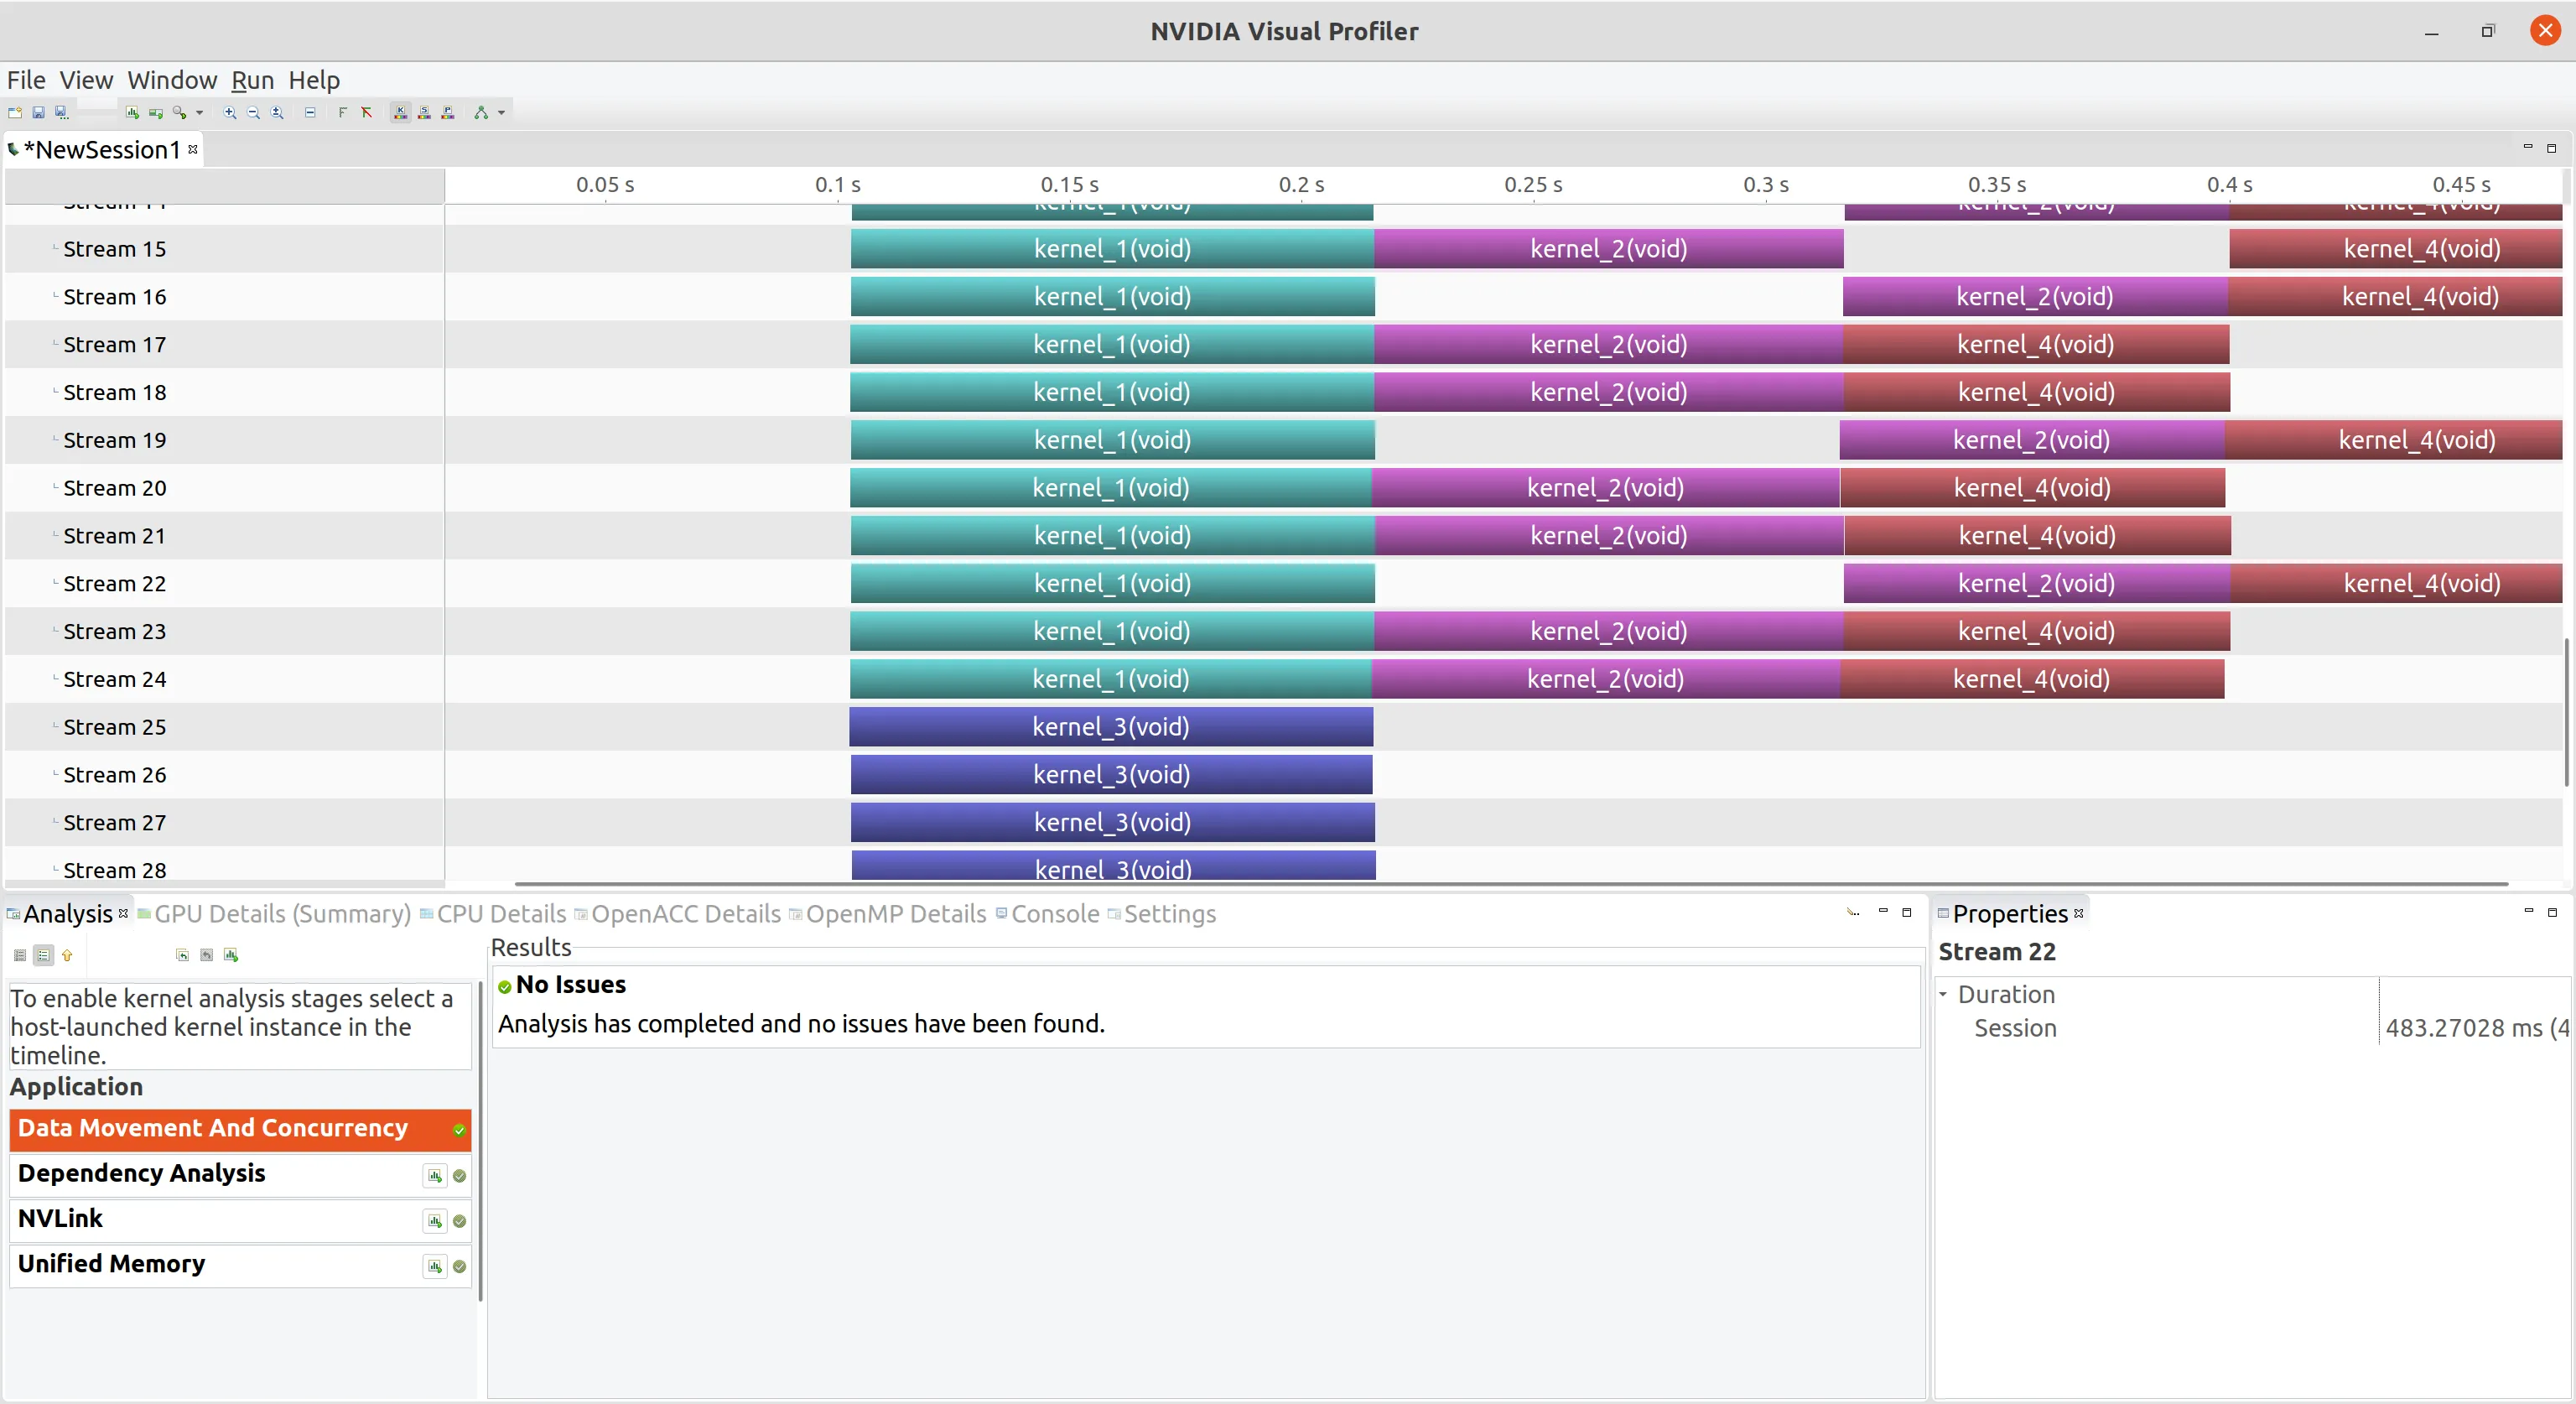 NVIDIA Visual Profiler
File View Window Run Help
*NewSession1
0.05 s 0.1 s 0.15 s 0.2 s 0.25 s 0.3 s 0.35 s 0.4 s 0.45 s
kernel_1(void) kernel_2(void) kernel_4(void)
Stream 15 kernel_1(void) kernel_2(void) kernel_4(void)
Stream 16 kernel_1(void) kernel_2(void) kernel_4(void)
Stream 17 kernel_1(void) kernel_2(void) kernel_4(void)
Stream 18 kernel_1(void) kernel_2(void) kernel_4(void)
Stream 19 kernel_1(void) kernel_2(void) kernel_4(void)
Stream 20 kernel_1(void) kernel_2(void) kernel_4(void)
Stream 21 kernel_1(void) kernel_2(void) kernel_4(void)
Stream 22 kernel_1(void) kernel_2(void) kernel_4(void)
Stream 23 kernel_1(void) kernel_2(void) kernel_4(void)
Stream 24 kernel_1(void) kernel_2(void) kernel_4(void)
Stream 25 kernel_3(void)
Stream 26 kernel_3(void)
Stream 27 kernel_3(void)
Stream 28 kernel_3(void)
Analysis GPU Details (Summary) CPU Details OpenACC Details OpenMP Details Console Settings
To enable kernel analysis stages select a
host-launched kernel instance in the
timeline.
Application
Data Movement And Concurrency
Dependency Analysis
NVLink
Unified Memory
Results
No Issues
Analysis has completed and no issues have been found.
Properties
Stream 22
Duration
Session 483.27028 ms (4